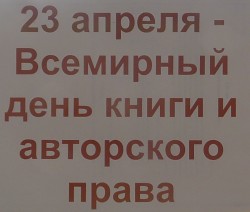 23 апреля -
Всемирный
день книги и
авторского
права